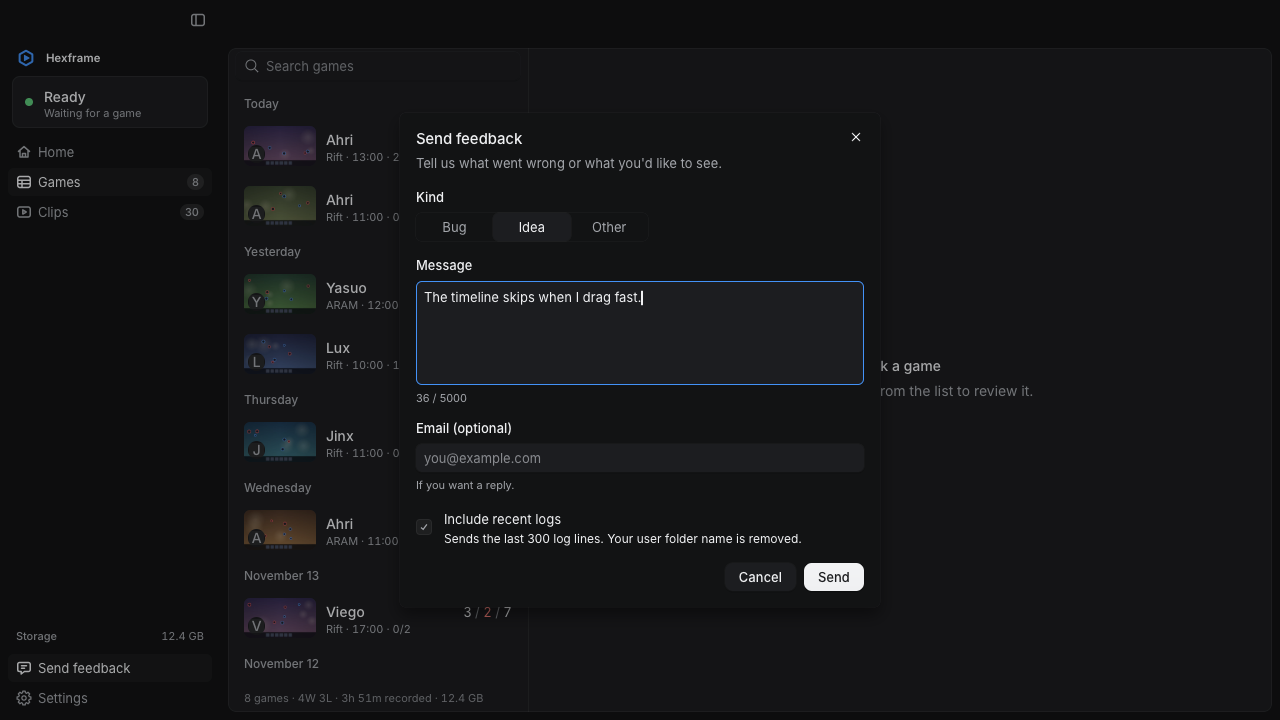 Hexframe
Ready
Waiting for a game
Home
Games 8
Clips 30
Storage 12.4 GB
Send feedback
Settings
Search games
Today
A Ahri
Rift · 13:00 · 2
A Ahri
Rift · 11:00 · 0
Yesterday
Y Yasuo
ARAM · 12:00
L Lux
Rift · 10:00 · 1
Thursday
J Jinx
Rift · 11:00 · 0
Wednesday
A Ahri
ARAM · 11:00
November 13
V Viego 3 / 2 / 7
Rift · 17:00 · 0/2
November 12
8 games · 4W 3L · 3h 51m recorded · 12.4 GB
Send feedback
Tell us what went wrong or what you'd like to see.
Kind
Bug Idea Other
Message
The timeline skips when I drag fast.
36 / 5000
Email (optional)
you@example.com
If you want a reply.
Include recent logs
Sends the last 300 log lines. Your user folder name is removed.
Cancel Send
k a game
rom the list to review it.